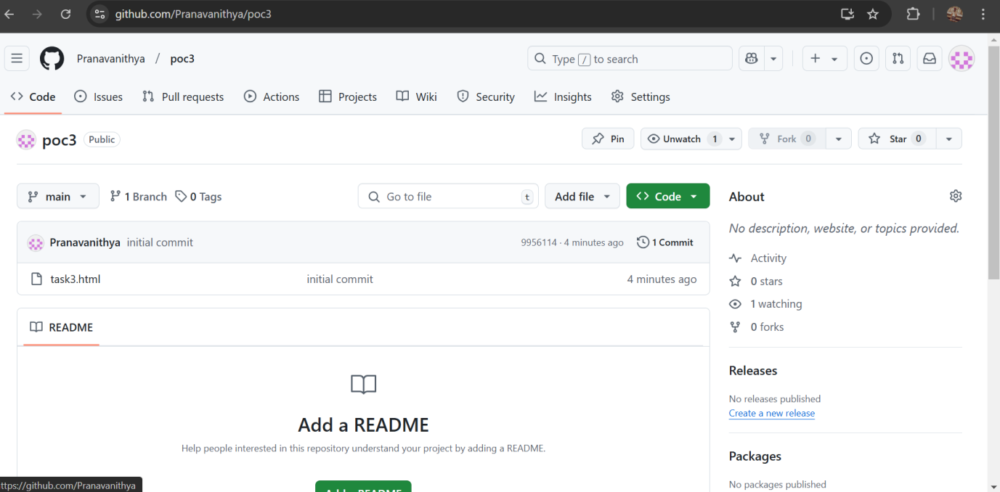 github.com/Pranavanithya/poc3
Pranavanithya / poc3
Type / to search
Code Issues Pull requests Actions Projects Wiki Security Insights Settings
poc3 Public
Pin Unwatch 1 Fork 0 Star 0
main 1 Branch 0 Tags
Go to file t
Add file
Code
Pranavanithya initial commit 9956114 · 4 minutes ago 1 Commit
task3.html initial commit 4 minutes ago
README
Add a README
Help people interested in this repository understand your project by adding a README.
Add a README
About
No description, website, or topics provided.
Activity
0 stars
1 watching
0 forks
Releases
No releases published
Create a new release
Packages
No packages published
ttps://github.com/Pranavanithya